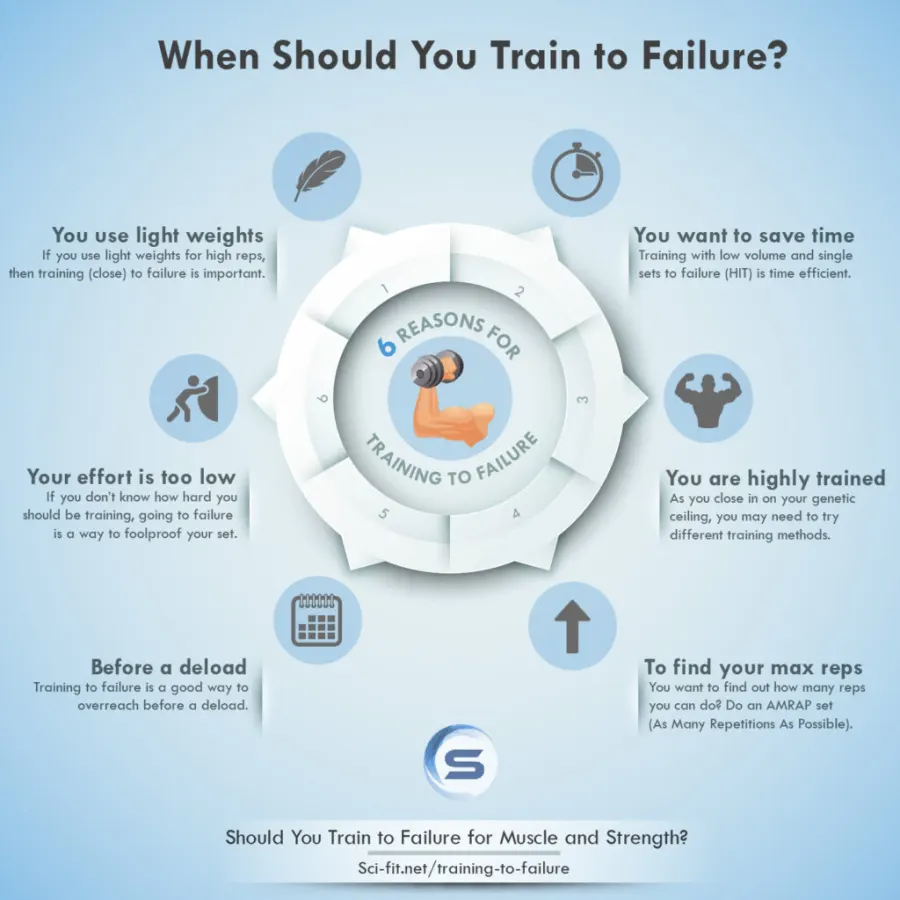 When Should You Train to Failure?
You use light weights
If you use light weights for high reps,
then training (close) to failure is important.
You want to save time
Training with low volume and single
sets to failure (HIT) is time efficient.
1
2
3
4
5
6
6 REASONS FOR
TRAINING TO FAILURE
Your effort is too low
If you don't know how hard you
should be training, going to failure
is a way to foolproof your set.
You are highly trained
As you close in on your genetic
ceiling, you may need to try
different training methods.
Before a deload
Training to failure is a good way to
overreach before a deload.
To find your max reps
You want to find out how many reps
you can do? Do an AMRAP set
(As Many Repetitions As Possible).
S
Should You Train to Failure for Muscle and Strength?
Sci-fit.net/training-to-failure